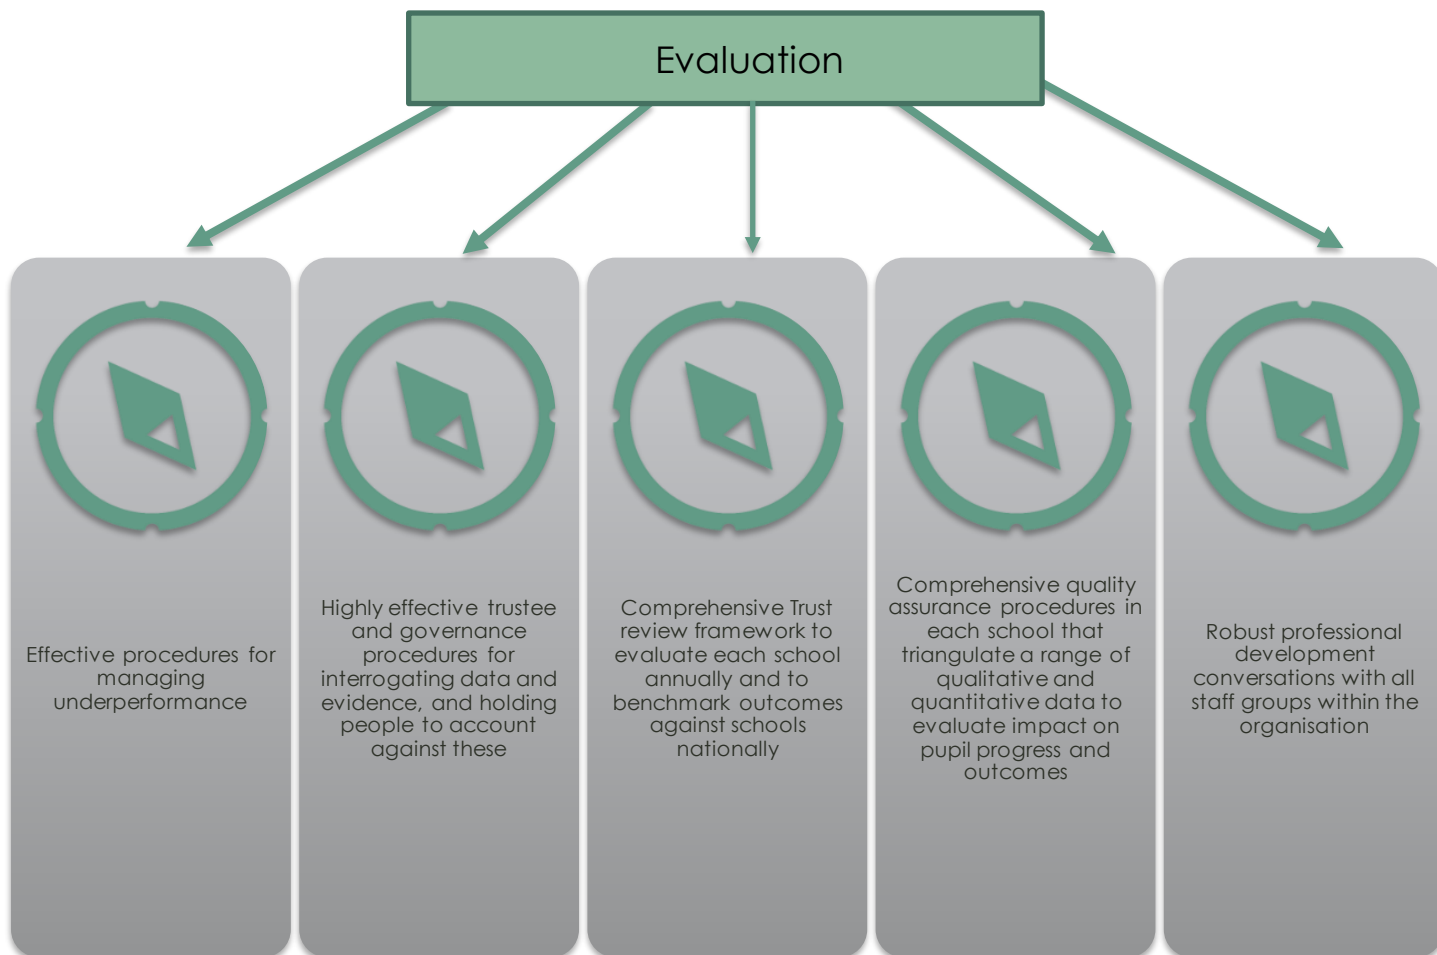 Evaluation
Effective procedures for
managing
underperformance
Highly effective trustee
and governance
procedures for
interrogating data and
evidence, and holding
people to account
against these
Comprehensive Trust
review framework to
evaluate each school
annually and to
benchmark outcomes
against schools
nationally
Comprehensive quality
assurance procedures in
each school that
triangulate a range of
qualitative and
quantitative data to
evaluate impact on
pupil progress and
outcomes
Robust professional
development
conversations with all
staff groups within the
organisation